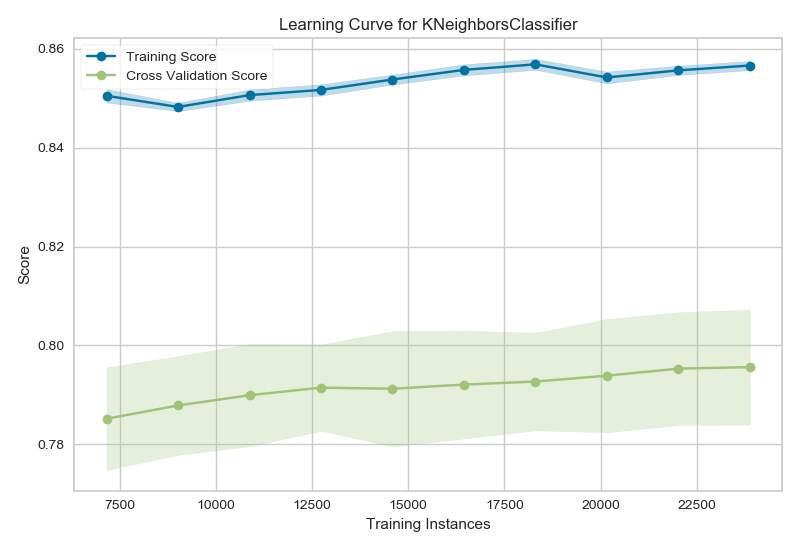 Learning Curve for KNeighborsClassifier
Training Score
Cross Validation Score
0.86
0.84
0.82
0.80
0.78
Score
7500 10000 12500 15000 17500 20000 22500
Training Instances